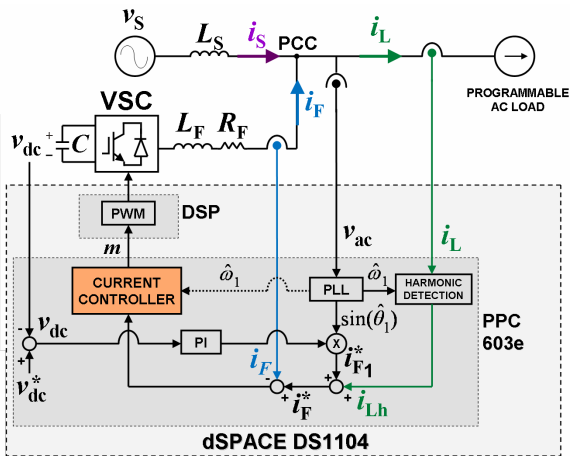 v_S
L_S
i_S
PCC
i_L
PROGRAMMABLE
AC LOAD
VSC
i_F
v_dc
+
−
C
L_F
R_F
PWM
DSP
m
v_ac
i_L
CURRENT
CONTROLLER
ω̂_1
PLL
ω̂_1
HARMONIC
DETECTION
sin(θ̂_1)
PPC
603e
-
v_dc
+
v_dc^*
PI
X
i_F1^*
i_F
-
+
i_F^*
+
+
i_Lh
dSPACE DS1104